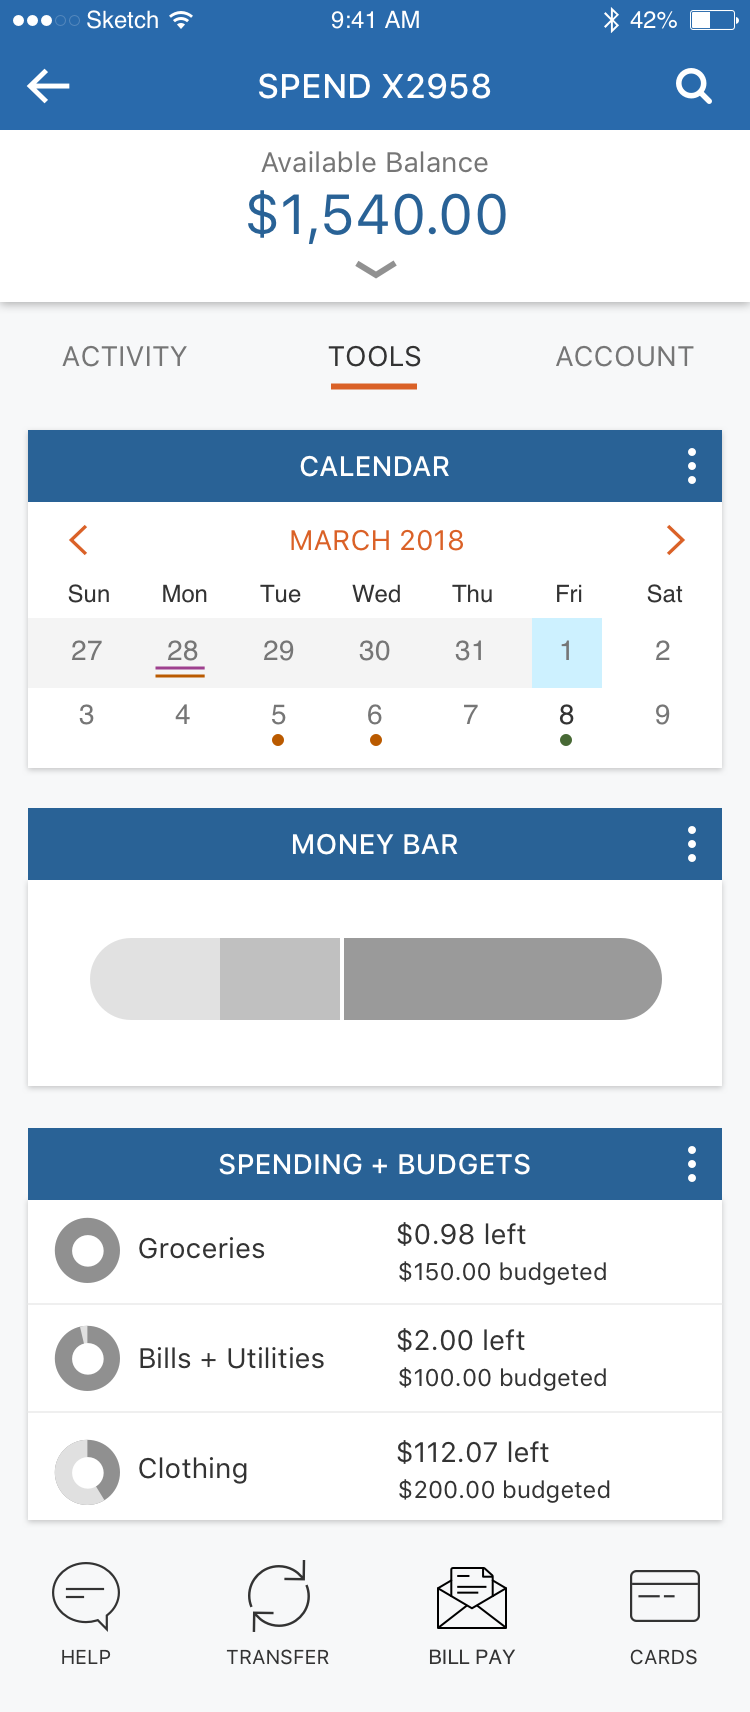 Sketch 9:41 AM 42%
SPEND X2958
Available Balance
$1,540.00
ACTIVITY TOOLS ACCOUNT
CALENDAR
MARCH 2018
Sun Mon Tue Wed Thu Fri Sat
27 28 29 30 31 1 2
3 4 5 6 7 8 9
MONEY BAR
SPENDING + BUDGETS
Groceries $0.98 left
$150.00 budgeted
Bills + Utilities $2.00 left
$100.00 budgeted
Clothing $112.07 left
$200.00 budgeted
HELP TRANSFER BILL PAY CARDS